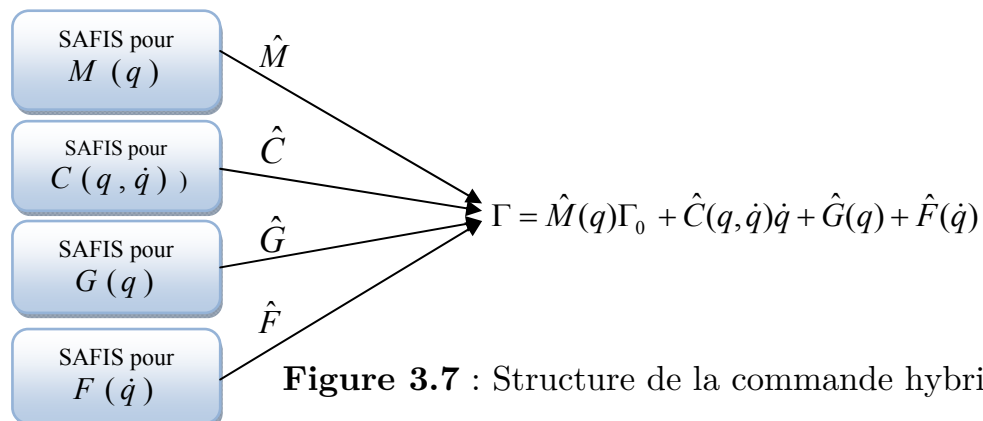 SAFIS pour
M ( q )
M̂
SAFIS pour
C ( q , q̇ ) )
Ĉ
Γ = M̂(q)Γ₀ + Ĉ(q,q̇)q̇ + Ĝ(q) + F̂(q̇)
SAFIS pour
G ( q )
Ĝ
SAFIS pour
F ( q̇ )
F̂
Figure 3.7 : Structure de la commande hybri